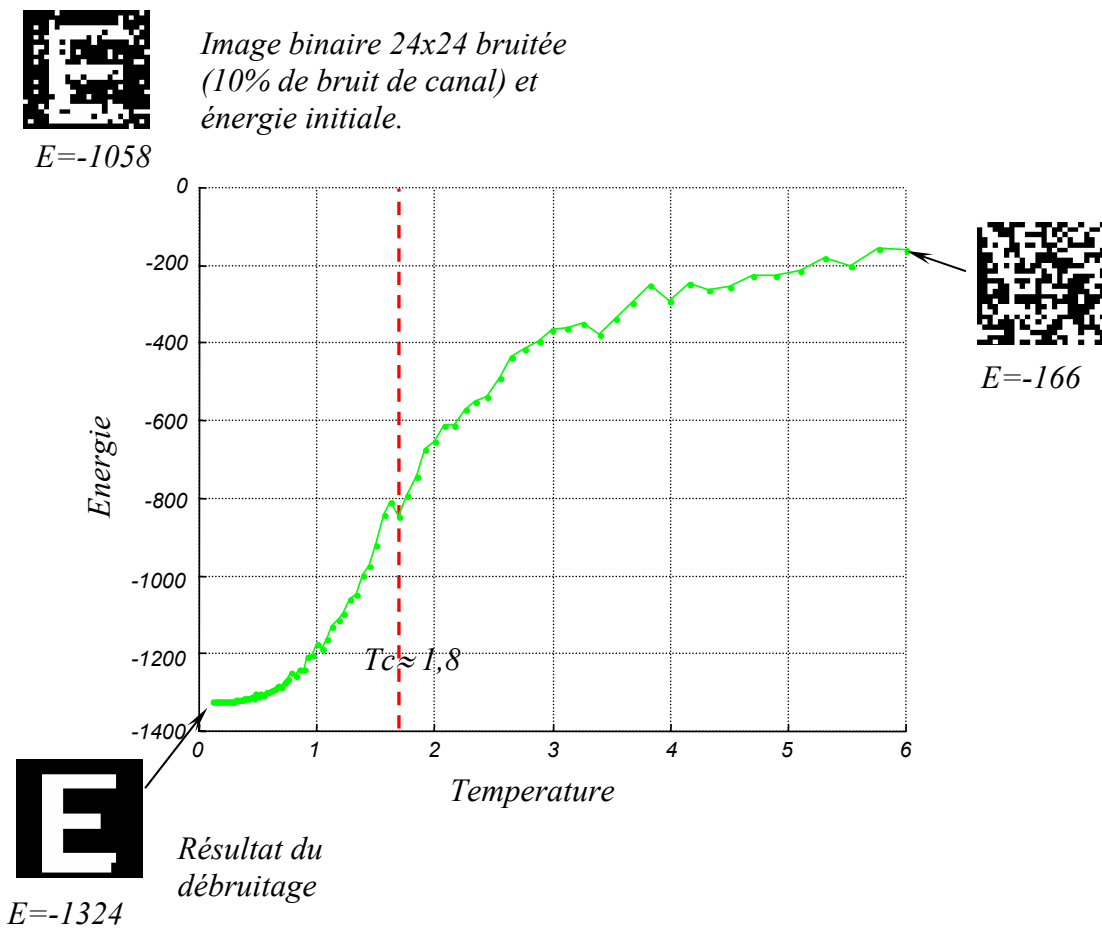 Image binaire 24x24 bruitée
(10% de bruit de canal) et
énergie initiale.
E=-1058
0
-200
-400
-600
-800
-1000
-1200
-1400
Energie
Tc≈ 1,8
E=-166
0 1 2 3 4 5 6
Temperature
E
Résultat du
débruitage
E=-1324